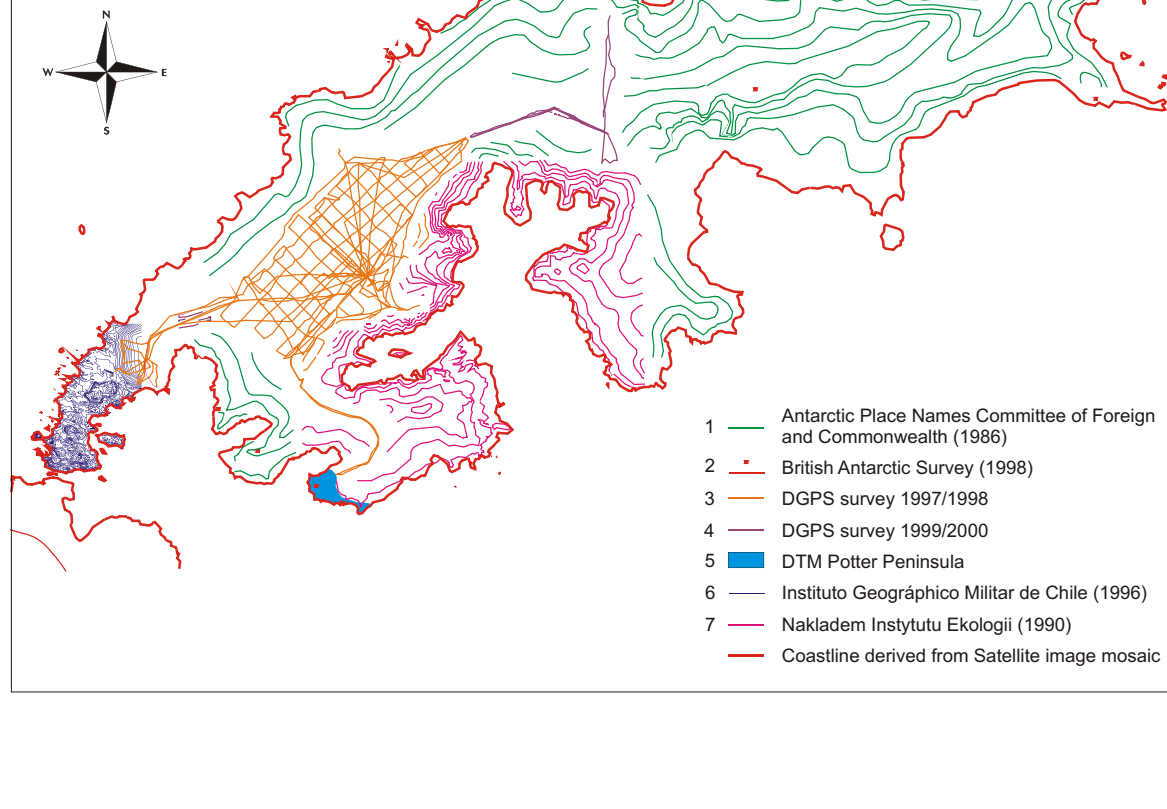 N
W E
S
1 Antarctic Place Names Committee of Foreign
and Commonwealth (1986)
2 British Antarctic Survey (1998)
3 DGPS survey 1997/1998
4 DGPS survey 1999/2000
5 DTM Potter Peninsula
6 Instituto Geográphico Militar de Chile (1996)
7 Nakladem Instytutu Ekologii (1990)
Coastline derived from Satellite image mosaic